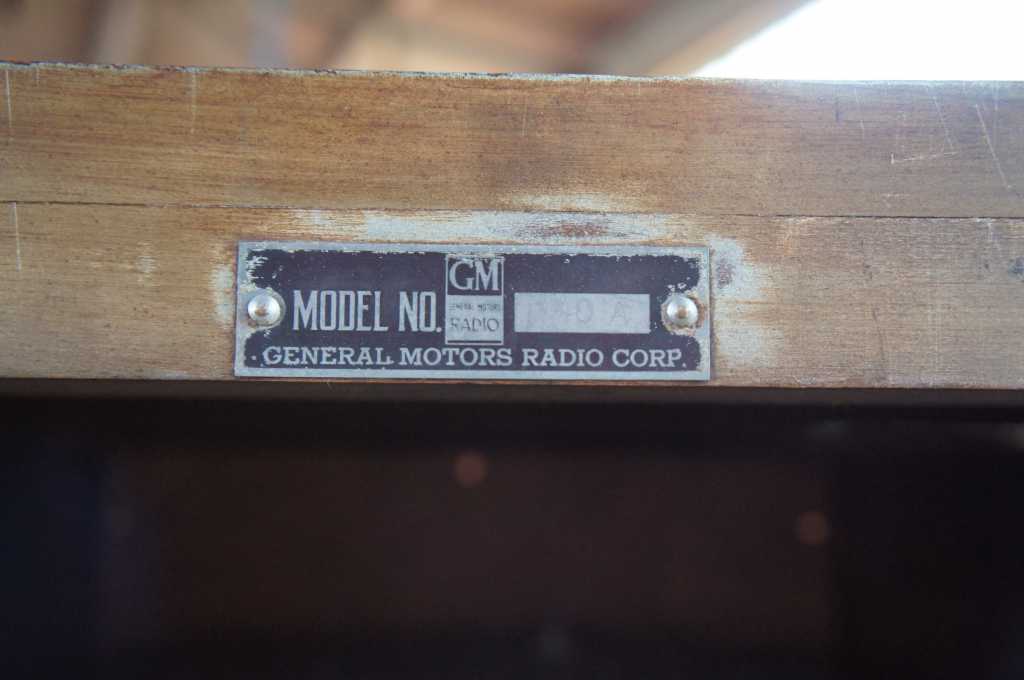 GM
GENERAL MOTORS
MODEL NO. RADIO
GENERAL MOTORS RADIO CORP.